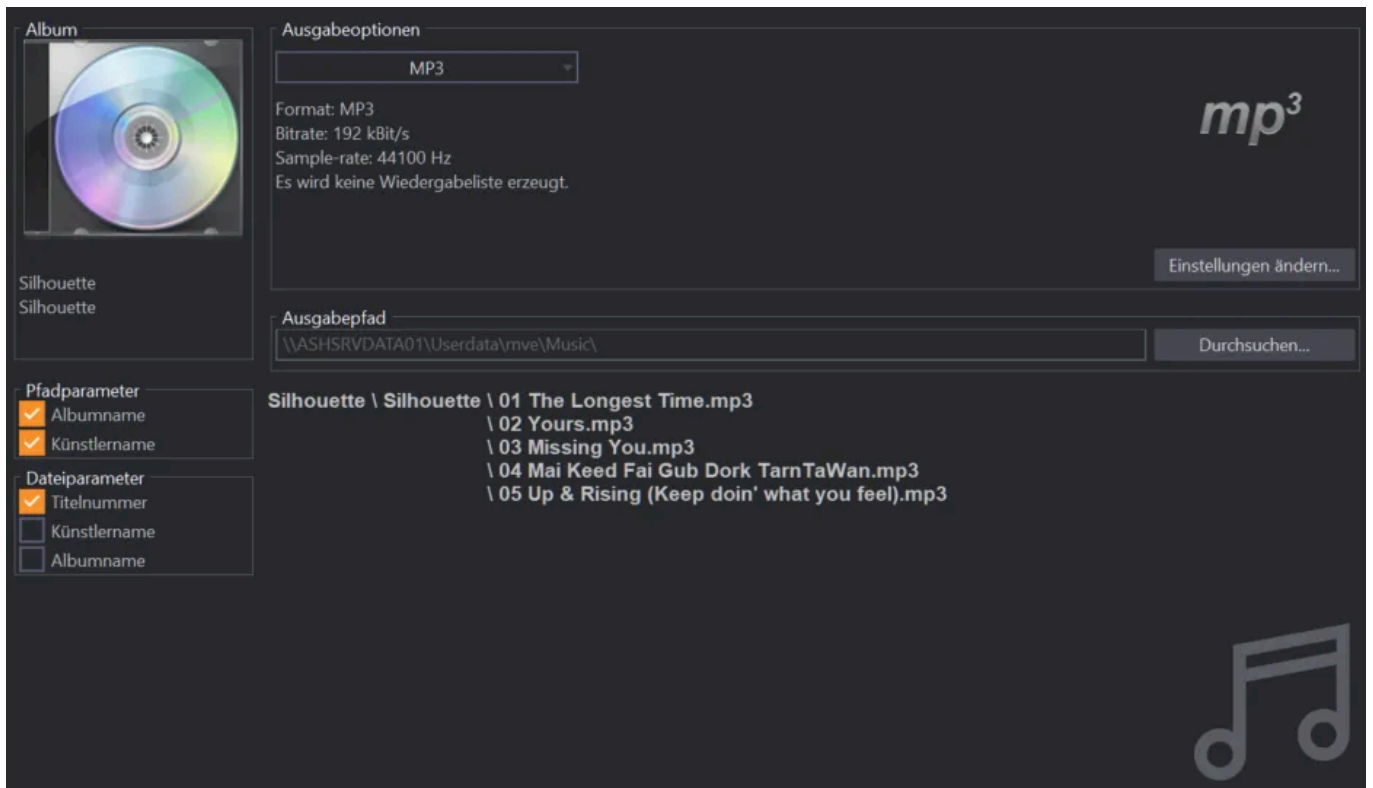 Album
Silhouette
Silhouette
Ausgabeoptionen
MP3
Format: MP3
Bitrate: 192 kBit/s
Sample-rate: 44100 Hz
Es wird keine Wiedergabeliste erzeugt.
mp3
Einstellungen ändern...
Ausgabepfad
\\ASHSRVDATA01\Userdata\mve\Music\
Durchsuchen...
Pfadparameter
Albumname
Künstlername
Dateiparameter
Titelnummer
Künstlername
Albumname
Silhouette \ Silhouette \ 01 The Longest Time.mp3
\ 02 Yours.mp3
\ 03 Missing You.mp3
\ 04 Mai Keed Fai Gub Dork TarnTaWan.mp3
\ 05 Up & Rising (Keep doin' what you feel).mp3